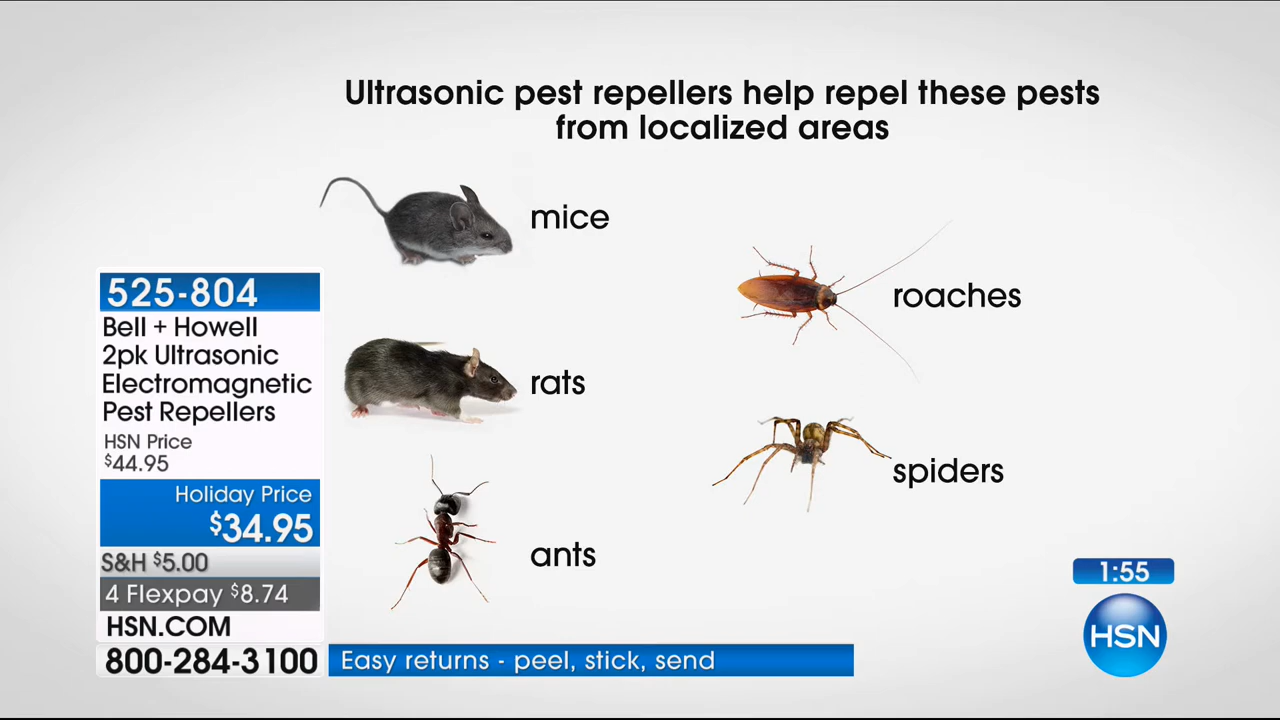 Ultrasonic pest repellers help repel these pests
from localized areas
mice
roaches
rats
spiders
ants
525-804
Bell + Howell
2pk Ultrasonic
Electromagnetic
Pest Repellers
HSN Price
$44.95
Holiday Price
$34.95
S&H $5.00
4 Flexpay $8.74
HSN.COM
800-284-3100
Easy returns - peel, stick, send
1:55
HSN